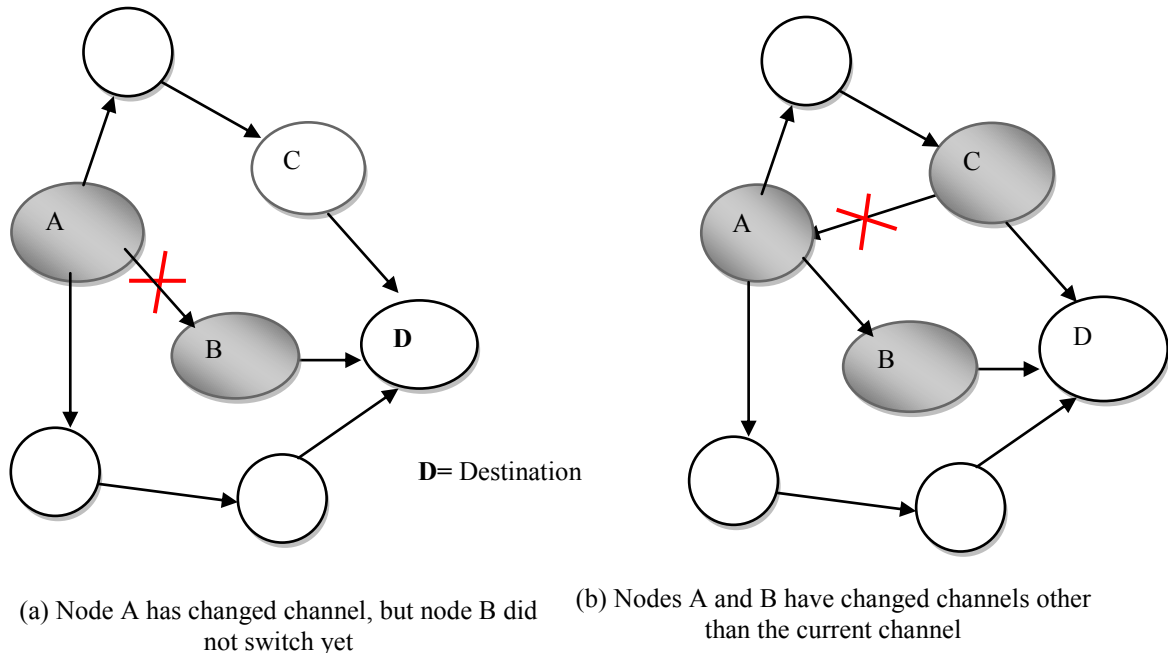 C
A
B
D
D= Destination
(a) Node A has changed channel, but node B did
not switch yet
C
A
B
D
(b) Nodes A and B have changed channels other
than the current channel